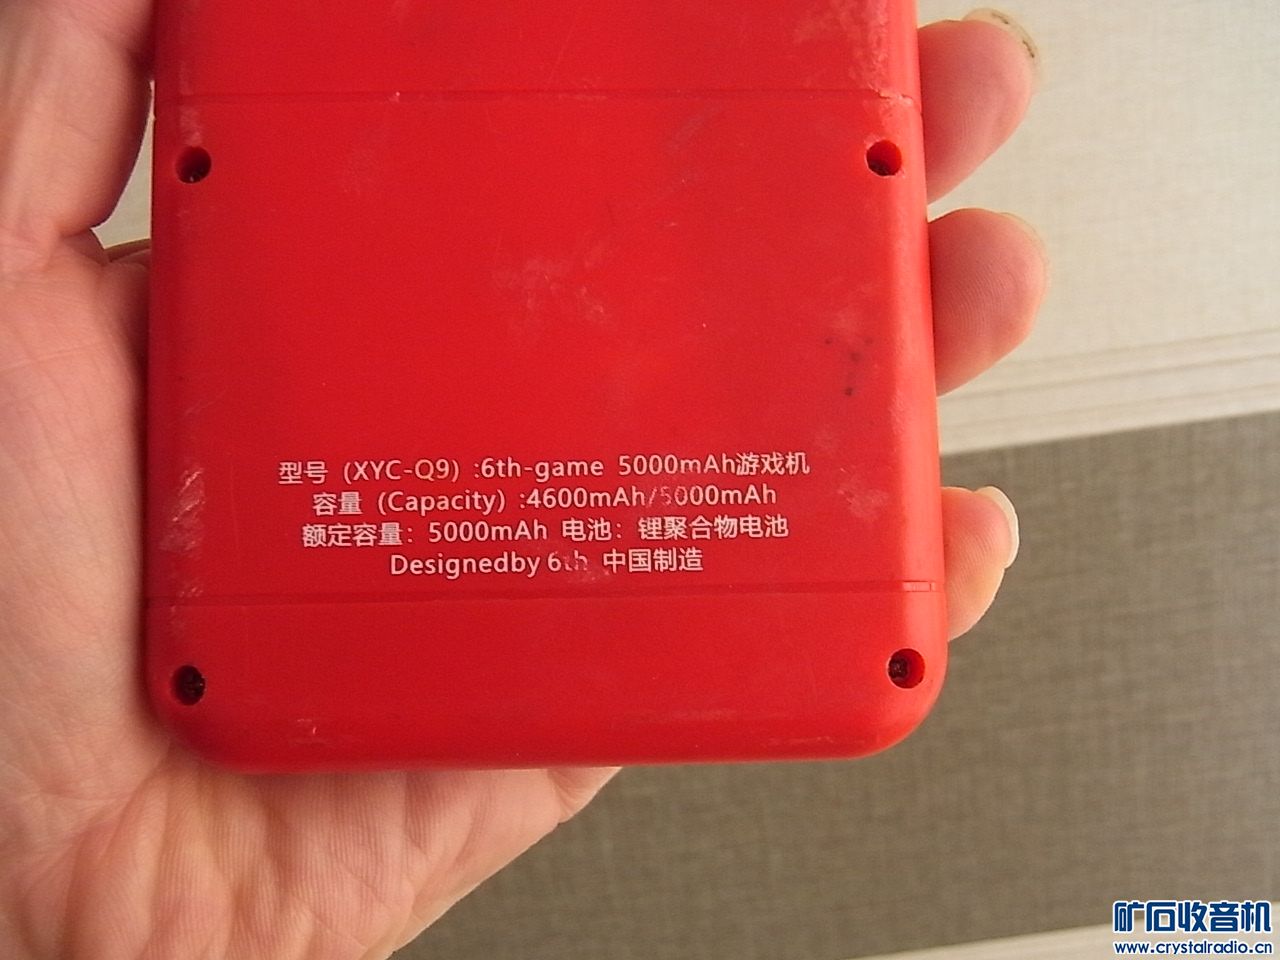 型号（XYC-Q9）:6th-game 5000mAh游戏机
容量（Capacity）:4600mAh/5000mAh
额定容量：5000mAh 电池：锂聚合物电池
Designedby 6th 中国制造
矿石收音机
www.crystalradio.cn